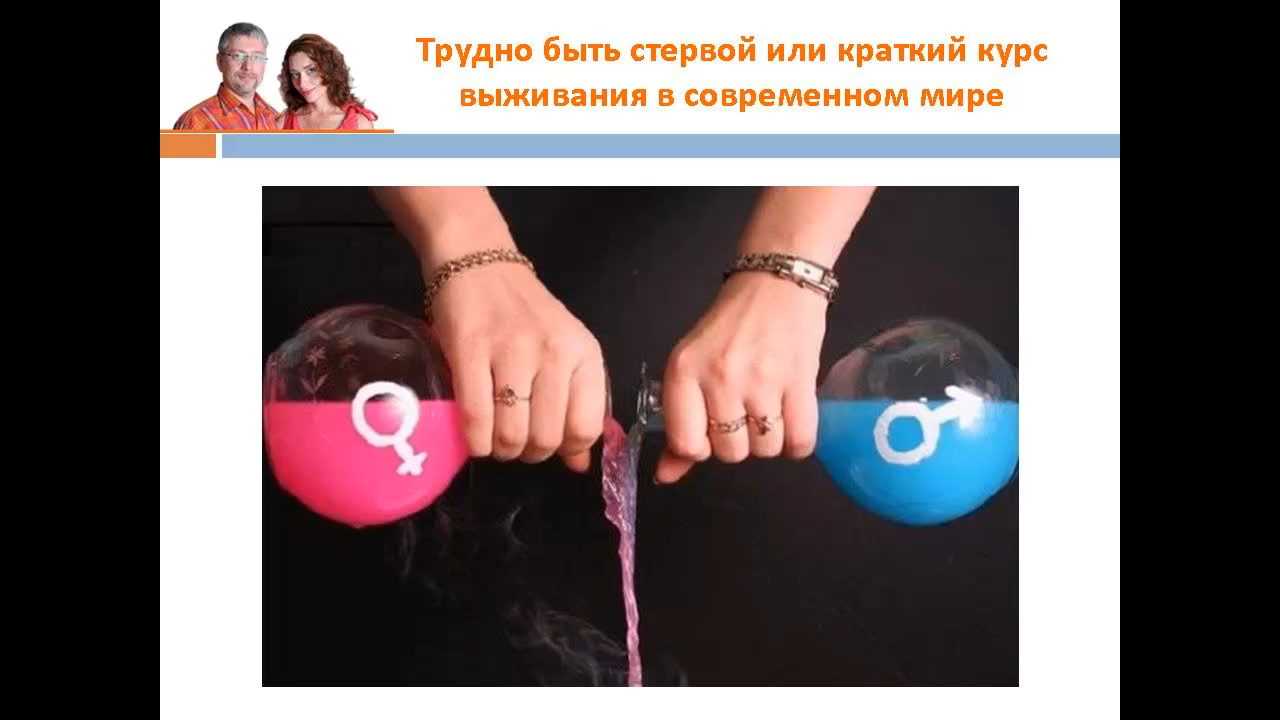 Трудно быть стервой или краткий курс
выживания в современном мире